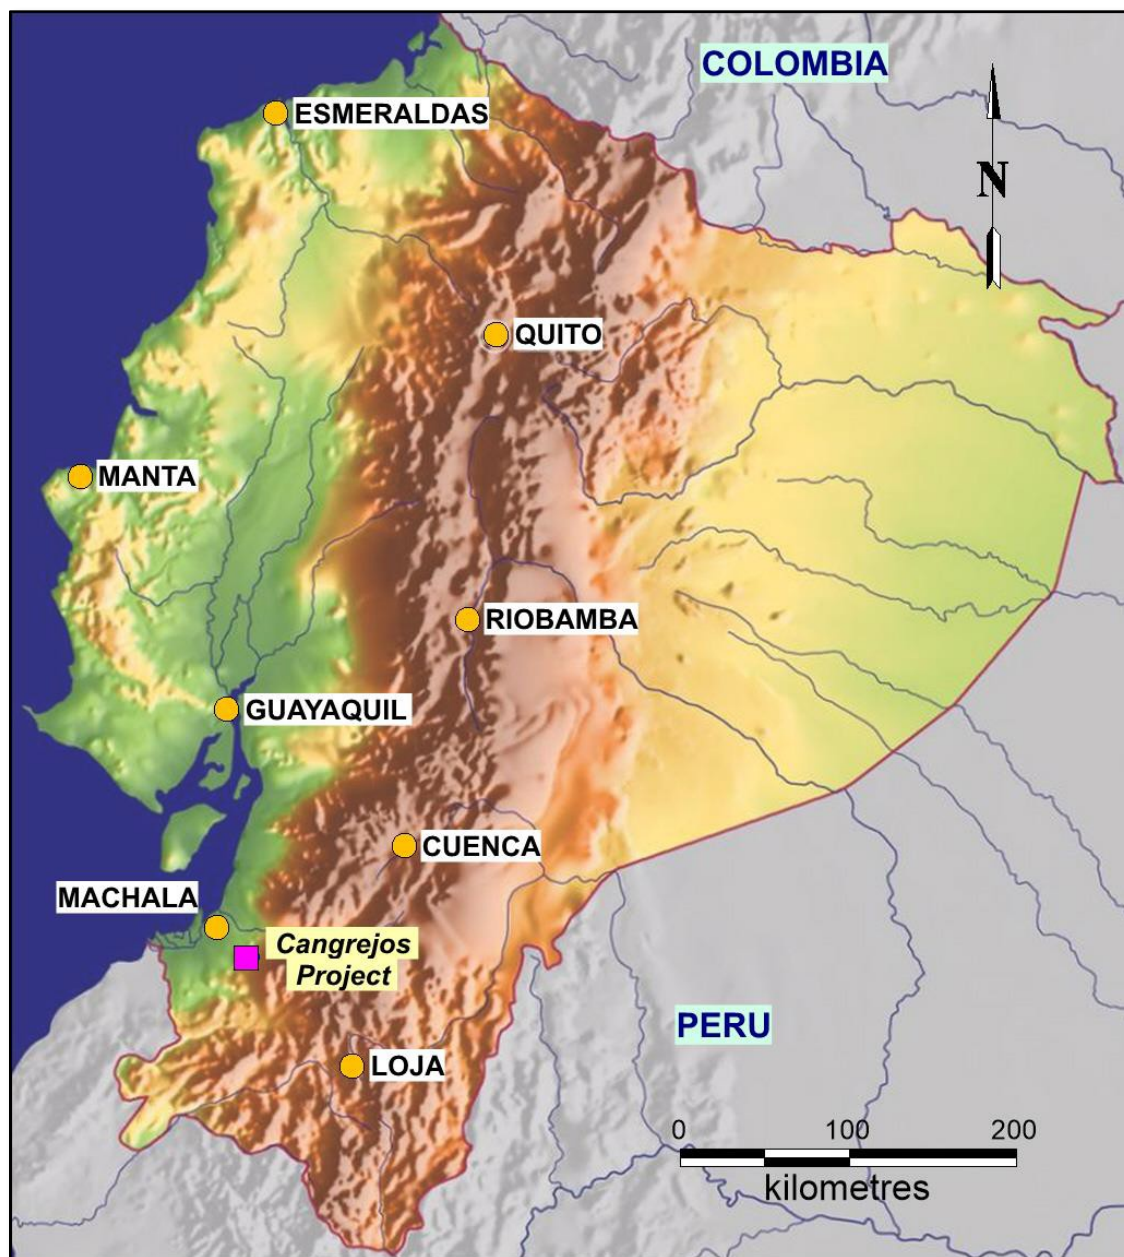 COLOMBIA
ESMERALDAS
N
QUITO
MANTA
RIOBAMBA
GUAYAQUIL
CUENCA
MACHALA
Cangrejos
Project
PERU
LOJA
0 100 200
kilometres